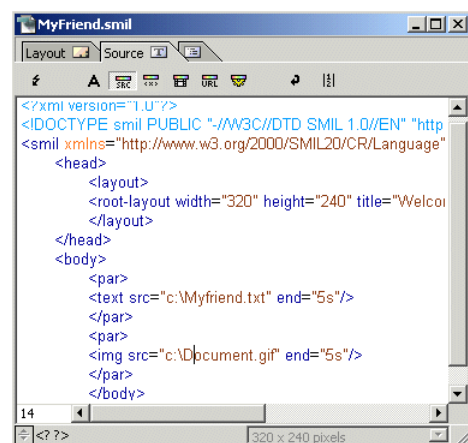 MyFriend.smil
Layout Source
A SRC <!> URL
<?xml version="1.0"?>
<!DOCTYPE smil PUBLIC "-//W3C//DTD SMIL 1.0//EN" "http
<smil xmlns="http://www.w3.org/2000/SMIL20/CR/Language"
<head>
<layout>
<root-layout width="320" height="240" title="Welco
</layout>
</head>
<body>
<par>
<text src="c:\Myfriend.txt" end="5s"/>
</par>
<par>
<img src="c:\Document.gif" end="5s"/>
</par>
</body>
14
<??>
320 x 240 pixels